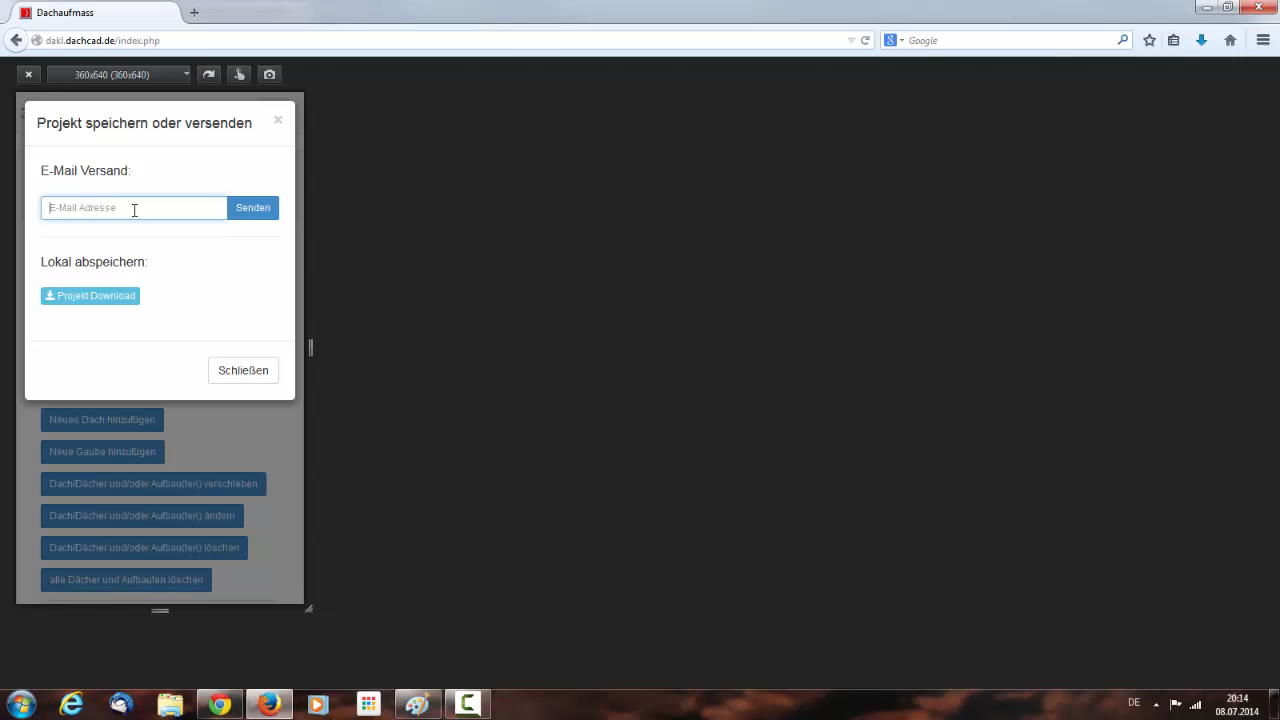 Dachaufmass
dakl.dachcad.de/index.php
Google
360x640 (360x640)
Projekt speichern oder versenden
E-Mail Versand:
E-Mail Adresse
Senden
Lokal abspeichern:
Projekt Download
Schließen
Neues Dach hinzufügen
Neue Gaube hinzufügen
Dach/Dächer und/oder Aufbau(ten) verschieben
Dach/Dächer und/oder Aufbau(ten) ändern
Dach/Dächer und/oder Aufbau(ten) löschen
alle Dächer und Aufbauten löschen
DE
20:14
08.07.2014